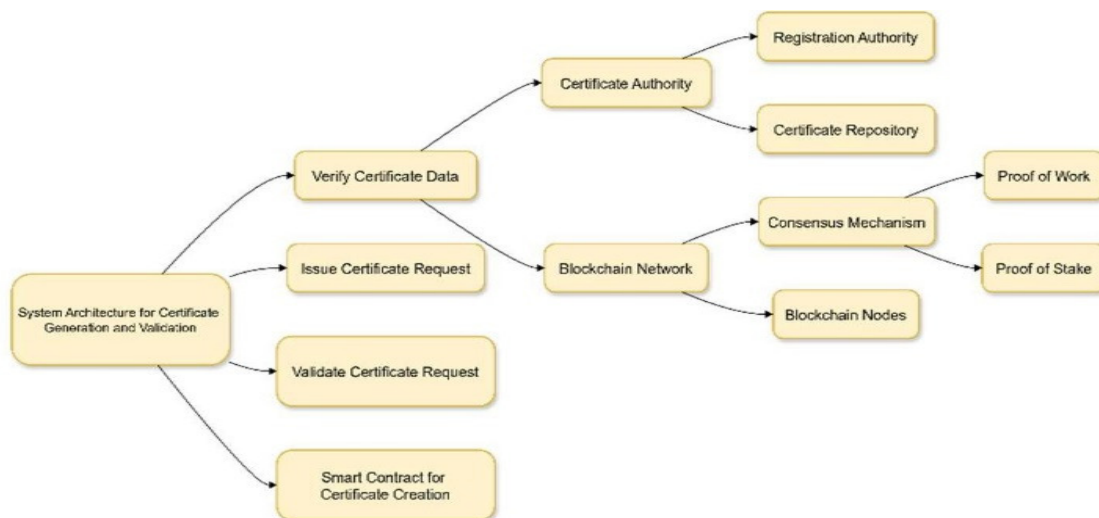 Registration Authority
Certificate Authority
Certificate Repository
Verify Certificate Data
Proof of Work
Consensus Mechanism
Issue Certificate Request
Blockchain Network
Proof of Stake
System Architecture for Certificate
Generation and Validation
Blockchain Nodes
Validate Certificate Request
Smart Contract for
Certificate Creation